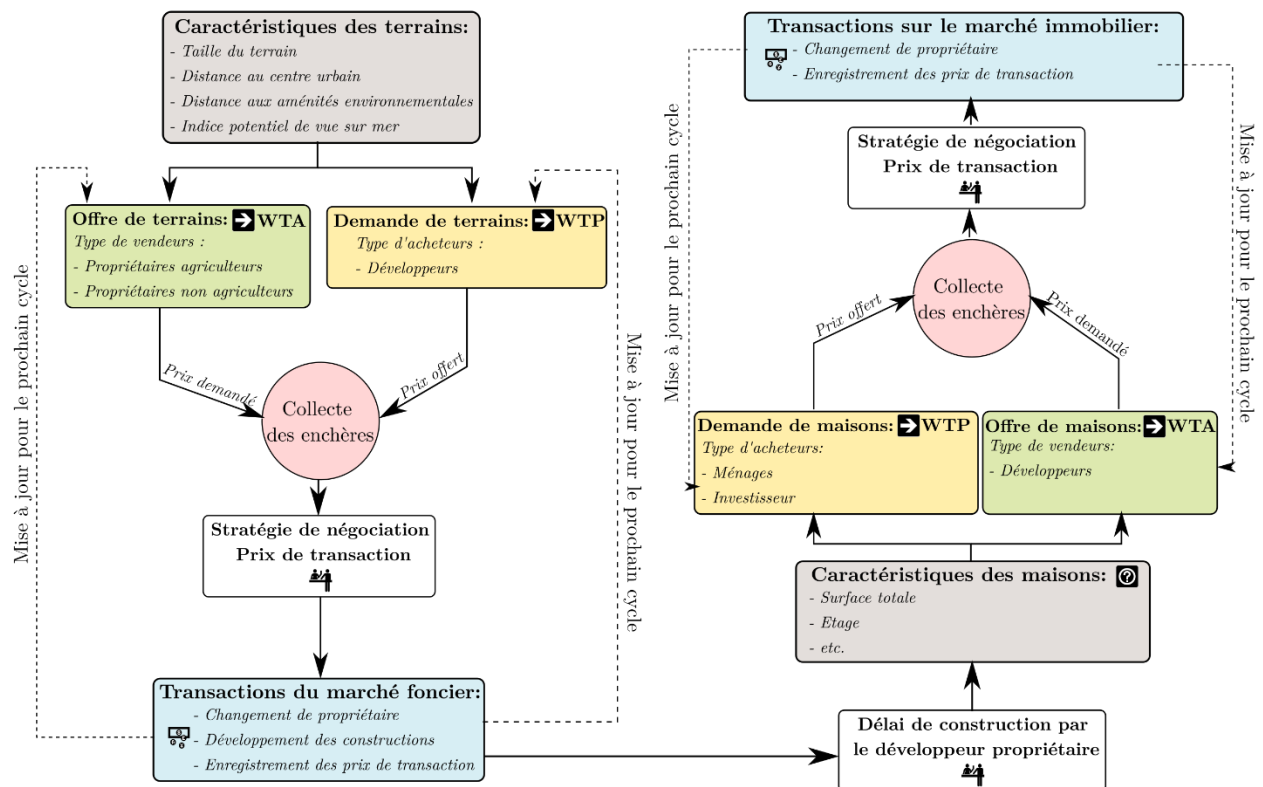 Caractéristiques des terrains:
- Taille du terrain
- Distance au centre urbain
- Distance aux aménités environnementales
- Indice potentiel de vue sur mer
Offre de terrains: WTA
Type de vendeurs :
- Propriétaires agriculteurs
- Propriétaires non agriculteurs
Demande de terrains: WTP
Type d'acheteurs :
- Développeurs
Prix demandé
Prix offert
Collecte
des enchères
Stratégie de négociation
Prix de transaction
Transactions du marché foncier:
- Changement de propriétaire
- Développement des constructions
- Enregistrement des prix de transaction
Mise à jour pour le prochain cycle
Mise à jour pour le prochain cycle
Délai de construction par
le développeur propriétaire
Caractéristiques des maisons:
- Surface totale
- Etage
- etc.
Demande de maisons: WTP
Type d'acheteurs:
- Ménages
- Investisseur
Offre de maisons: WTA
Type de vendeurs:
- Développeurs
Prix offert
Prix demandé
Collecte
des enchères
Stratégie de négociation
Prix de transaction
Transactions sur le marché immobilier:
- Changement de propriétaire
- Enregistrement des prix de transaction
Mise à jour pour le prochain cycle
Mise à jour pour le prochain cycle